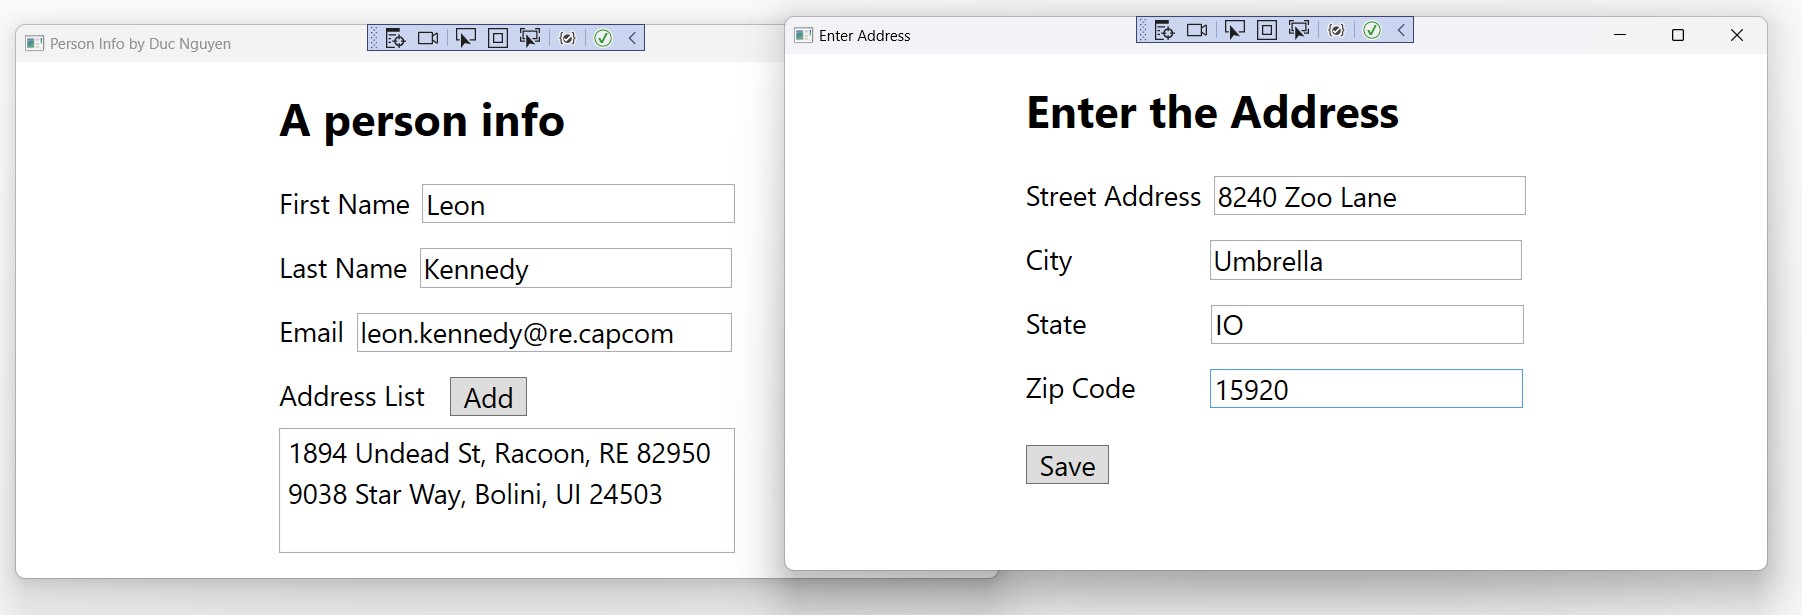 Person Info by Duc Nguyen
A person info
First Name Leon
Last Name Kennedy
Email leon.kennedy@re.capcom
Address List Add
1894 Undead St, Racoon, RE 82950
9038 Star Way, Bolini, UI 24503
Enter Address
Enter the Address
Street Address 8240 Zoo Lane
City Umbrella
State IO
Zip Code 15920
Save